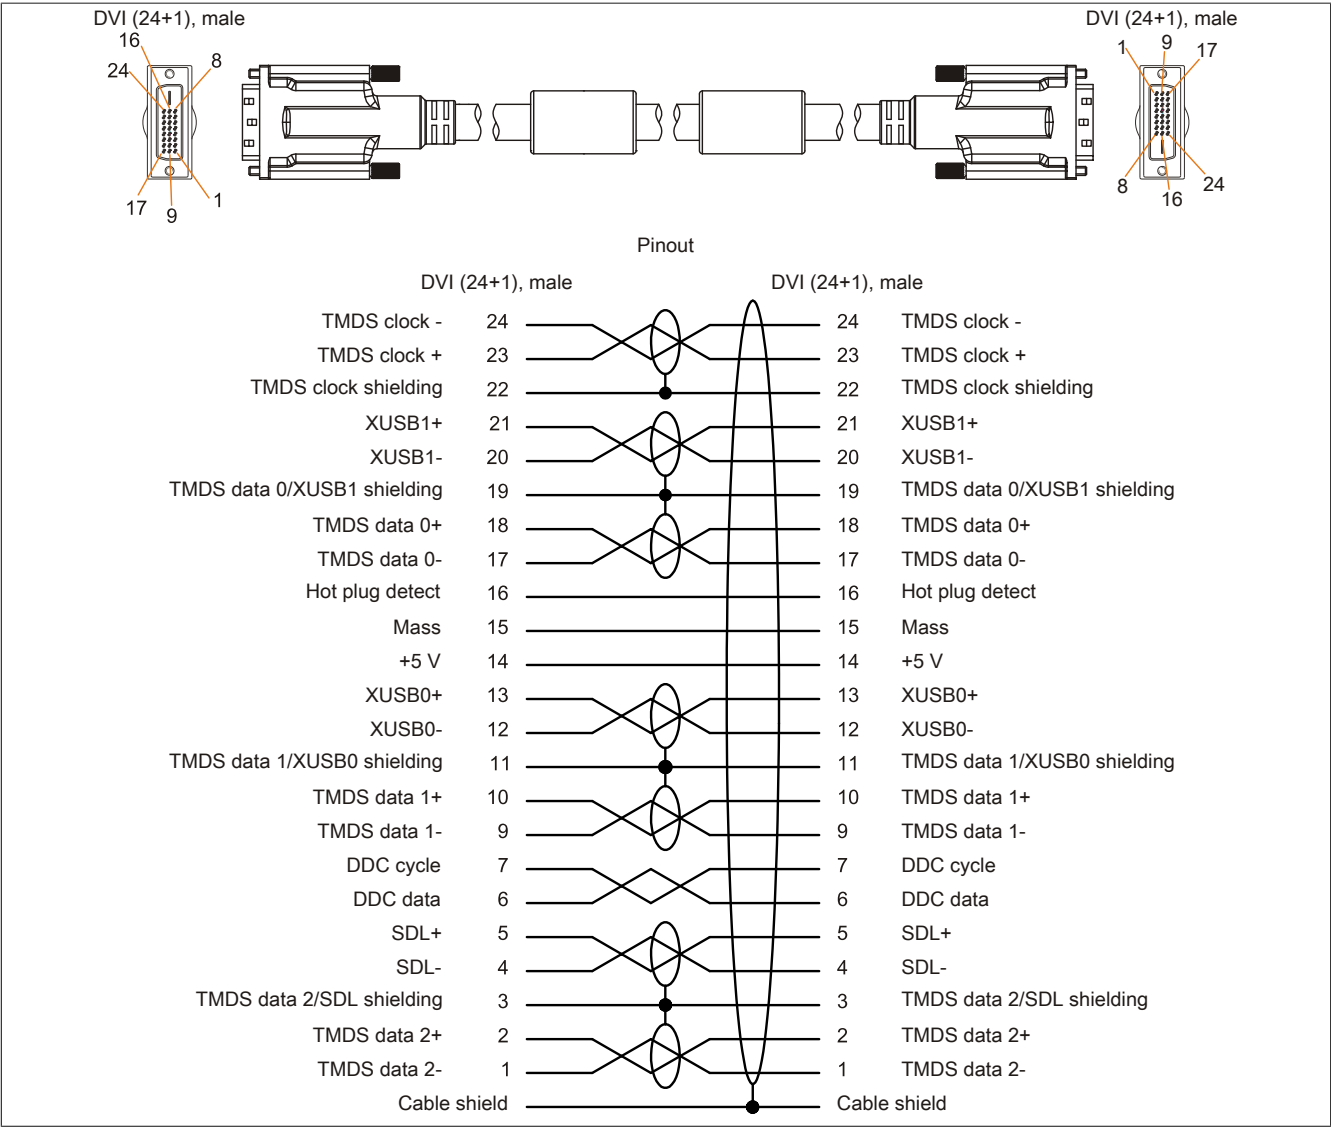 DVI (24+1), male
DVI (24+1), male
16
8
24
17
9
1
1
9
17
8
16
24
Pinout
DVI (24+1), male DVI (24+1), male
TMDS clock - 24 24 TMDS clock -
TMDS clock + 23 23 TMDS clock +
TMDS clock shielding 22 22 TMDS clock shielding
XUSB1+ 21 21 XUSB1+
XUSB1- 20 20 XUSB1-
TMDS data 0/XUSB1 shielding 19 19 TMDS data 0/XUSB1 shielding
TMDS data 0+ 18 18 TMDS data 0+
TMDS data 0- 17 17 TMDS data 0-
Hot plug detect 16 16 Hot plug detect
Mass 15 15 Mass
+5 V 14 14 +5 V
XUSB0+ 13 13 XUSB0+
XUSB0- 12 12 XUSB0-
TMDS data 1/XUSB0 shielding 11 11 TMDS data 1/XUSB0 shielding
TMDS data 1+ 10 10 TMDS data 1+
TMDS data 1- 9 9 TMDS data 1-
DDC cycle 7 7 DDC cycle
DDC data 6 6 DDC data
SDL+ 5 5 SDL+
SDL- 4 4 SDL-
TMDS data 2/SDL shielding 3 3 TMDS data 2/SDL shielding
TMDS data 2+ 2 2 TMDS data 2+
TMDS data 2- 1 1 TMDS data 2-
Cable shield Cable shield